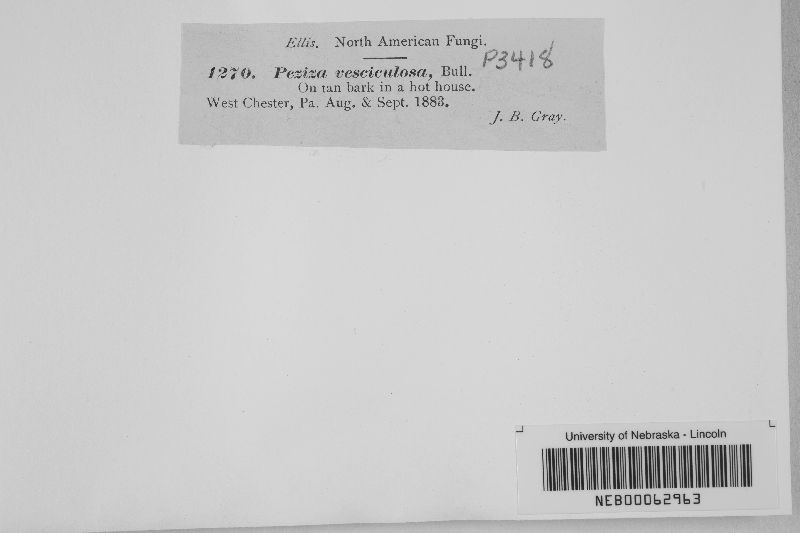 Ellis. North American Fungi.
P3418
1270. Peziza vesciculosa, Bull.
On tan bark in a hot house.
West Chester, Pa. Aug. & Sept. 1883.
J. B. Gray.
University of Nebraska - Lincoln
NEB00062963